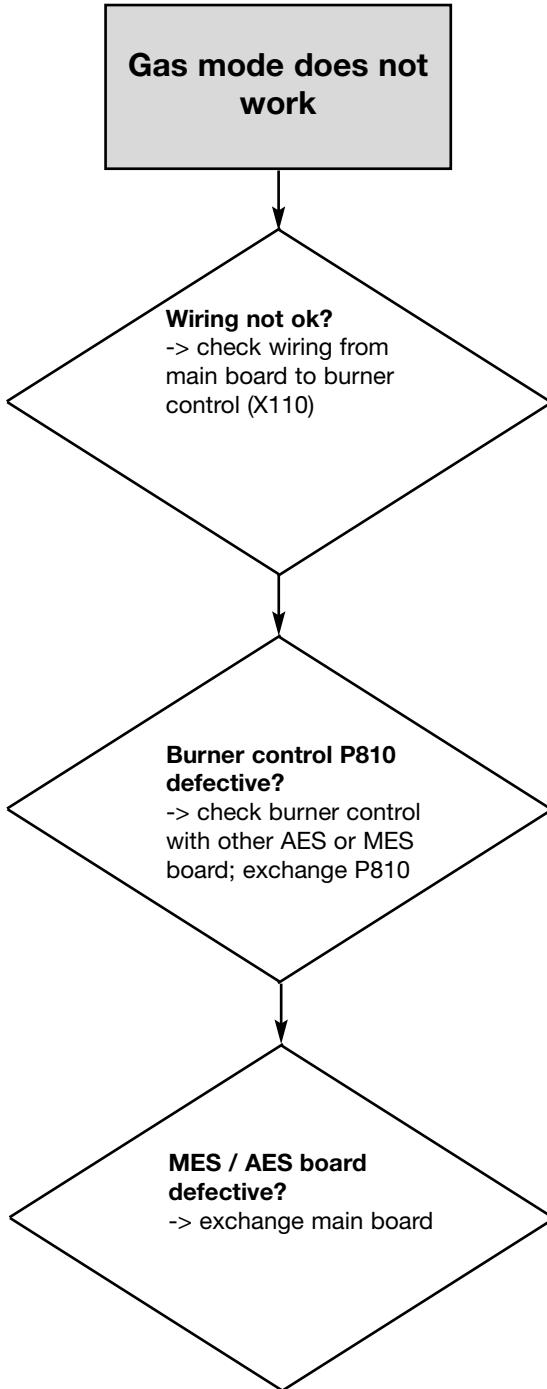 Gas mode does not
work
Wiring not ok?
-> check wiring from
main board to burner
control (X110)
Burner control P810
defective?
-> check burner control
with other AES or MES
board; exchange P810
MES / AES board
defective?
-> exchange main board